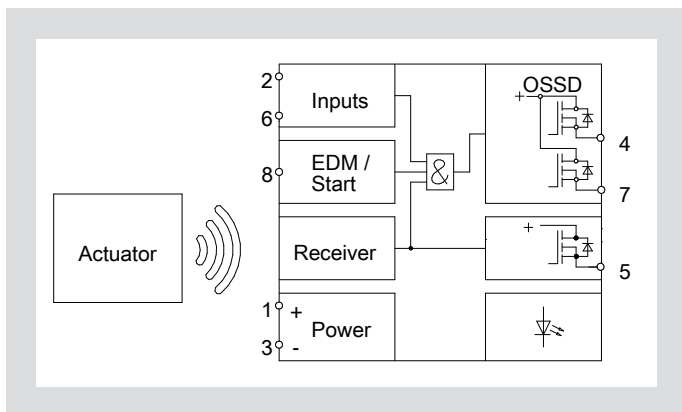 2
Inputs
6
OSSD
+
4
EDM /
Start
8
&
7
Actuator
Receiver
+
5
1
+
Power
3
-